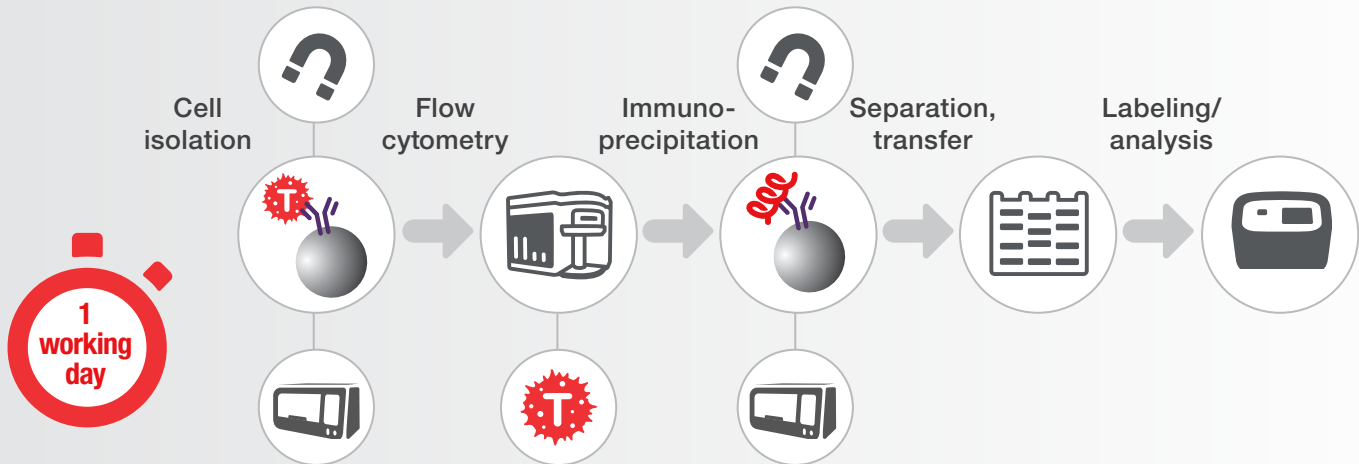 Cell
isolation
Flow
cytometry
Immuno-
precipitation
Separation,
transfer
Labeling/
analysis
T
1
working
day
T